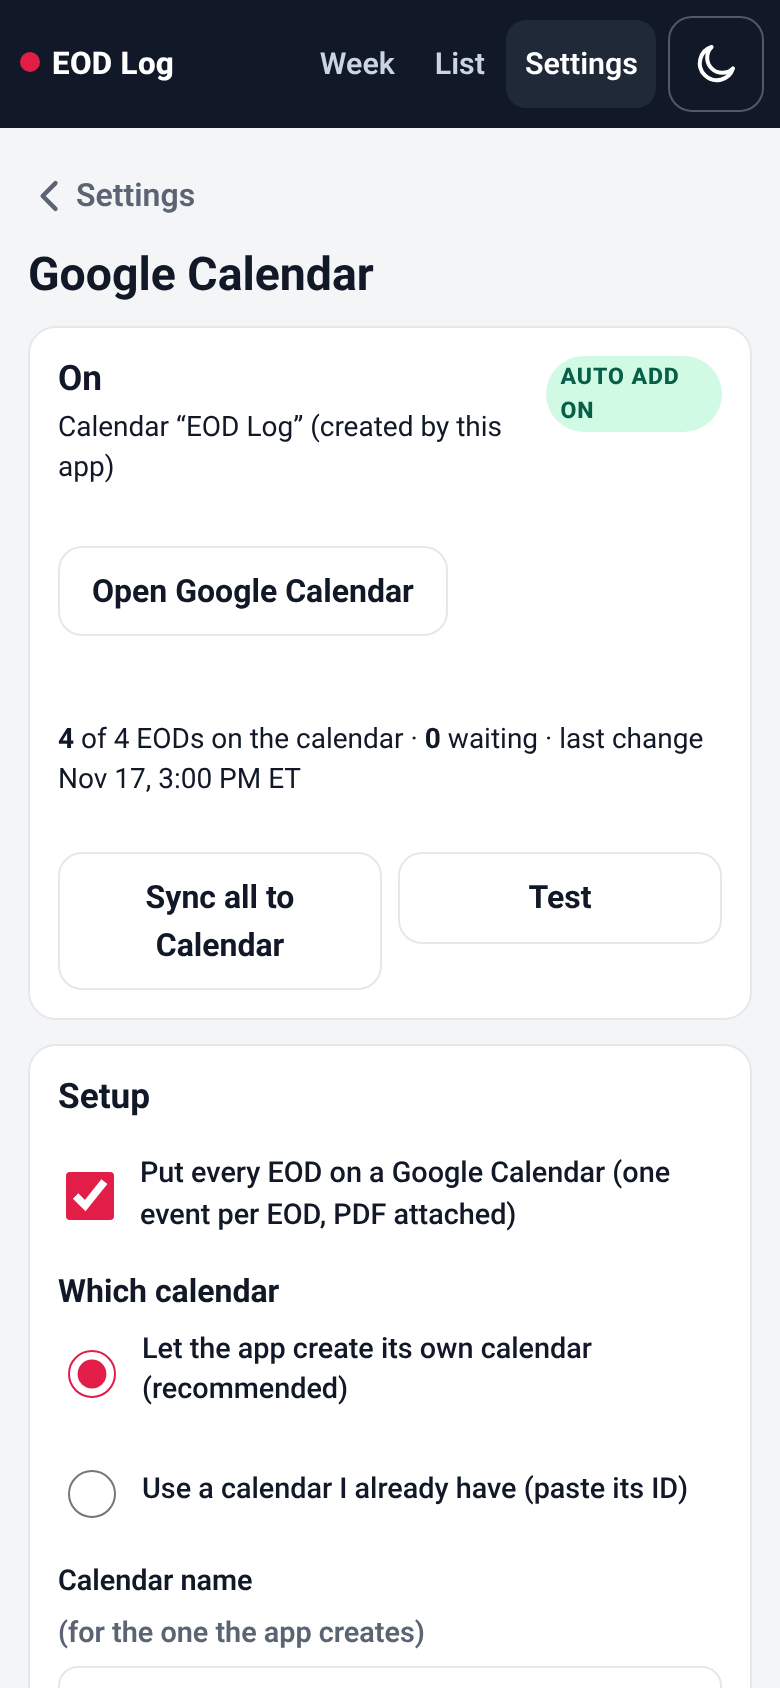 EOD Log Week List Settings
Settings
Google Calendar
On
AUTO ADD
ON
Calendar “EOD Log” (created by this
app)
Open Google Calendar
4 of 4 EODs on the calendar · 0 waiting · last change
Nov 17, 3:00 PM ET
Sync all to
Calendar
Test
Setup
Put every EOD on a Google Calendar (one
event per EOD, PDF attached)
Which calendar
Let the app create its own calendar
(recommended)
Use a calendar I already have (paste its ID)
Calendar name
(for the one the app creates)